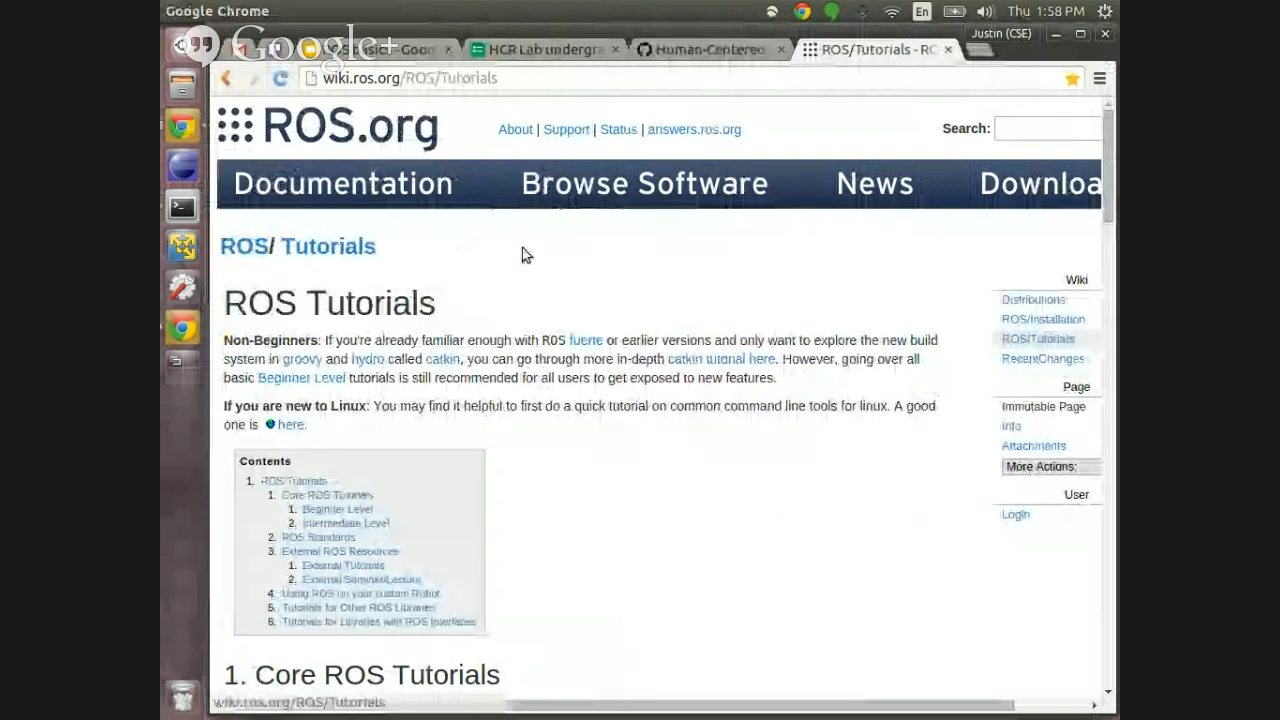 Google Chrome
En
Thu 1:58 PM
Google+
Justin (CSE)
HCR Lab undergra
Human-Centered
ROS/Tutorials - RO
wiki.ros.org/ROS/Tutorials
ROS.org
About | Support | Status | answers.ros.org
Search:
Documentation
Browse Software
News
Downloa
ROS/ Tutorials
ROS Tutorials
Non-Beginners: If you're already familiar enough with ROS fuerte or earlier versions and only want to explore the new build
system in groovy and hydro called catkin, you can go through more in-depth catkin tutorial here. However, going over all
basic Beginner Level tutorials is still recommended for all users to get exposed to new features.
If you are new to Linux: You may find it helpful to first do a quick tutorial on common command line tools for linux. A good
one is here.
Contents
1. ROS Tutorials
1. Core ROS Tutorials
1. Beginner Level
2. Intermediate Level
2. ROS Standards
3. External ROS Resources
1. External Tutorials
2. External Seminar/Lecture
4. Using ROS on your custom Robot
5. Tutorials for Other ROS Libraries
6. Tutorials for Libraries with ROS Interfaces
1. Core ROS Tutorials
Wiki
Distributions
ROS/Installation
ROS/Tutorials
RecentChanges
Page
Immutable Page
Info
Attachments
More Actions:
User
Login
wiki.ros.org/ROS/Tutorials